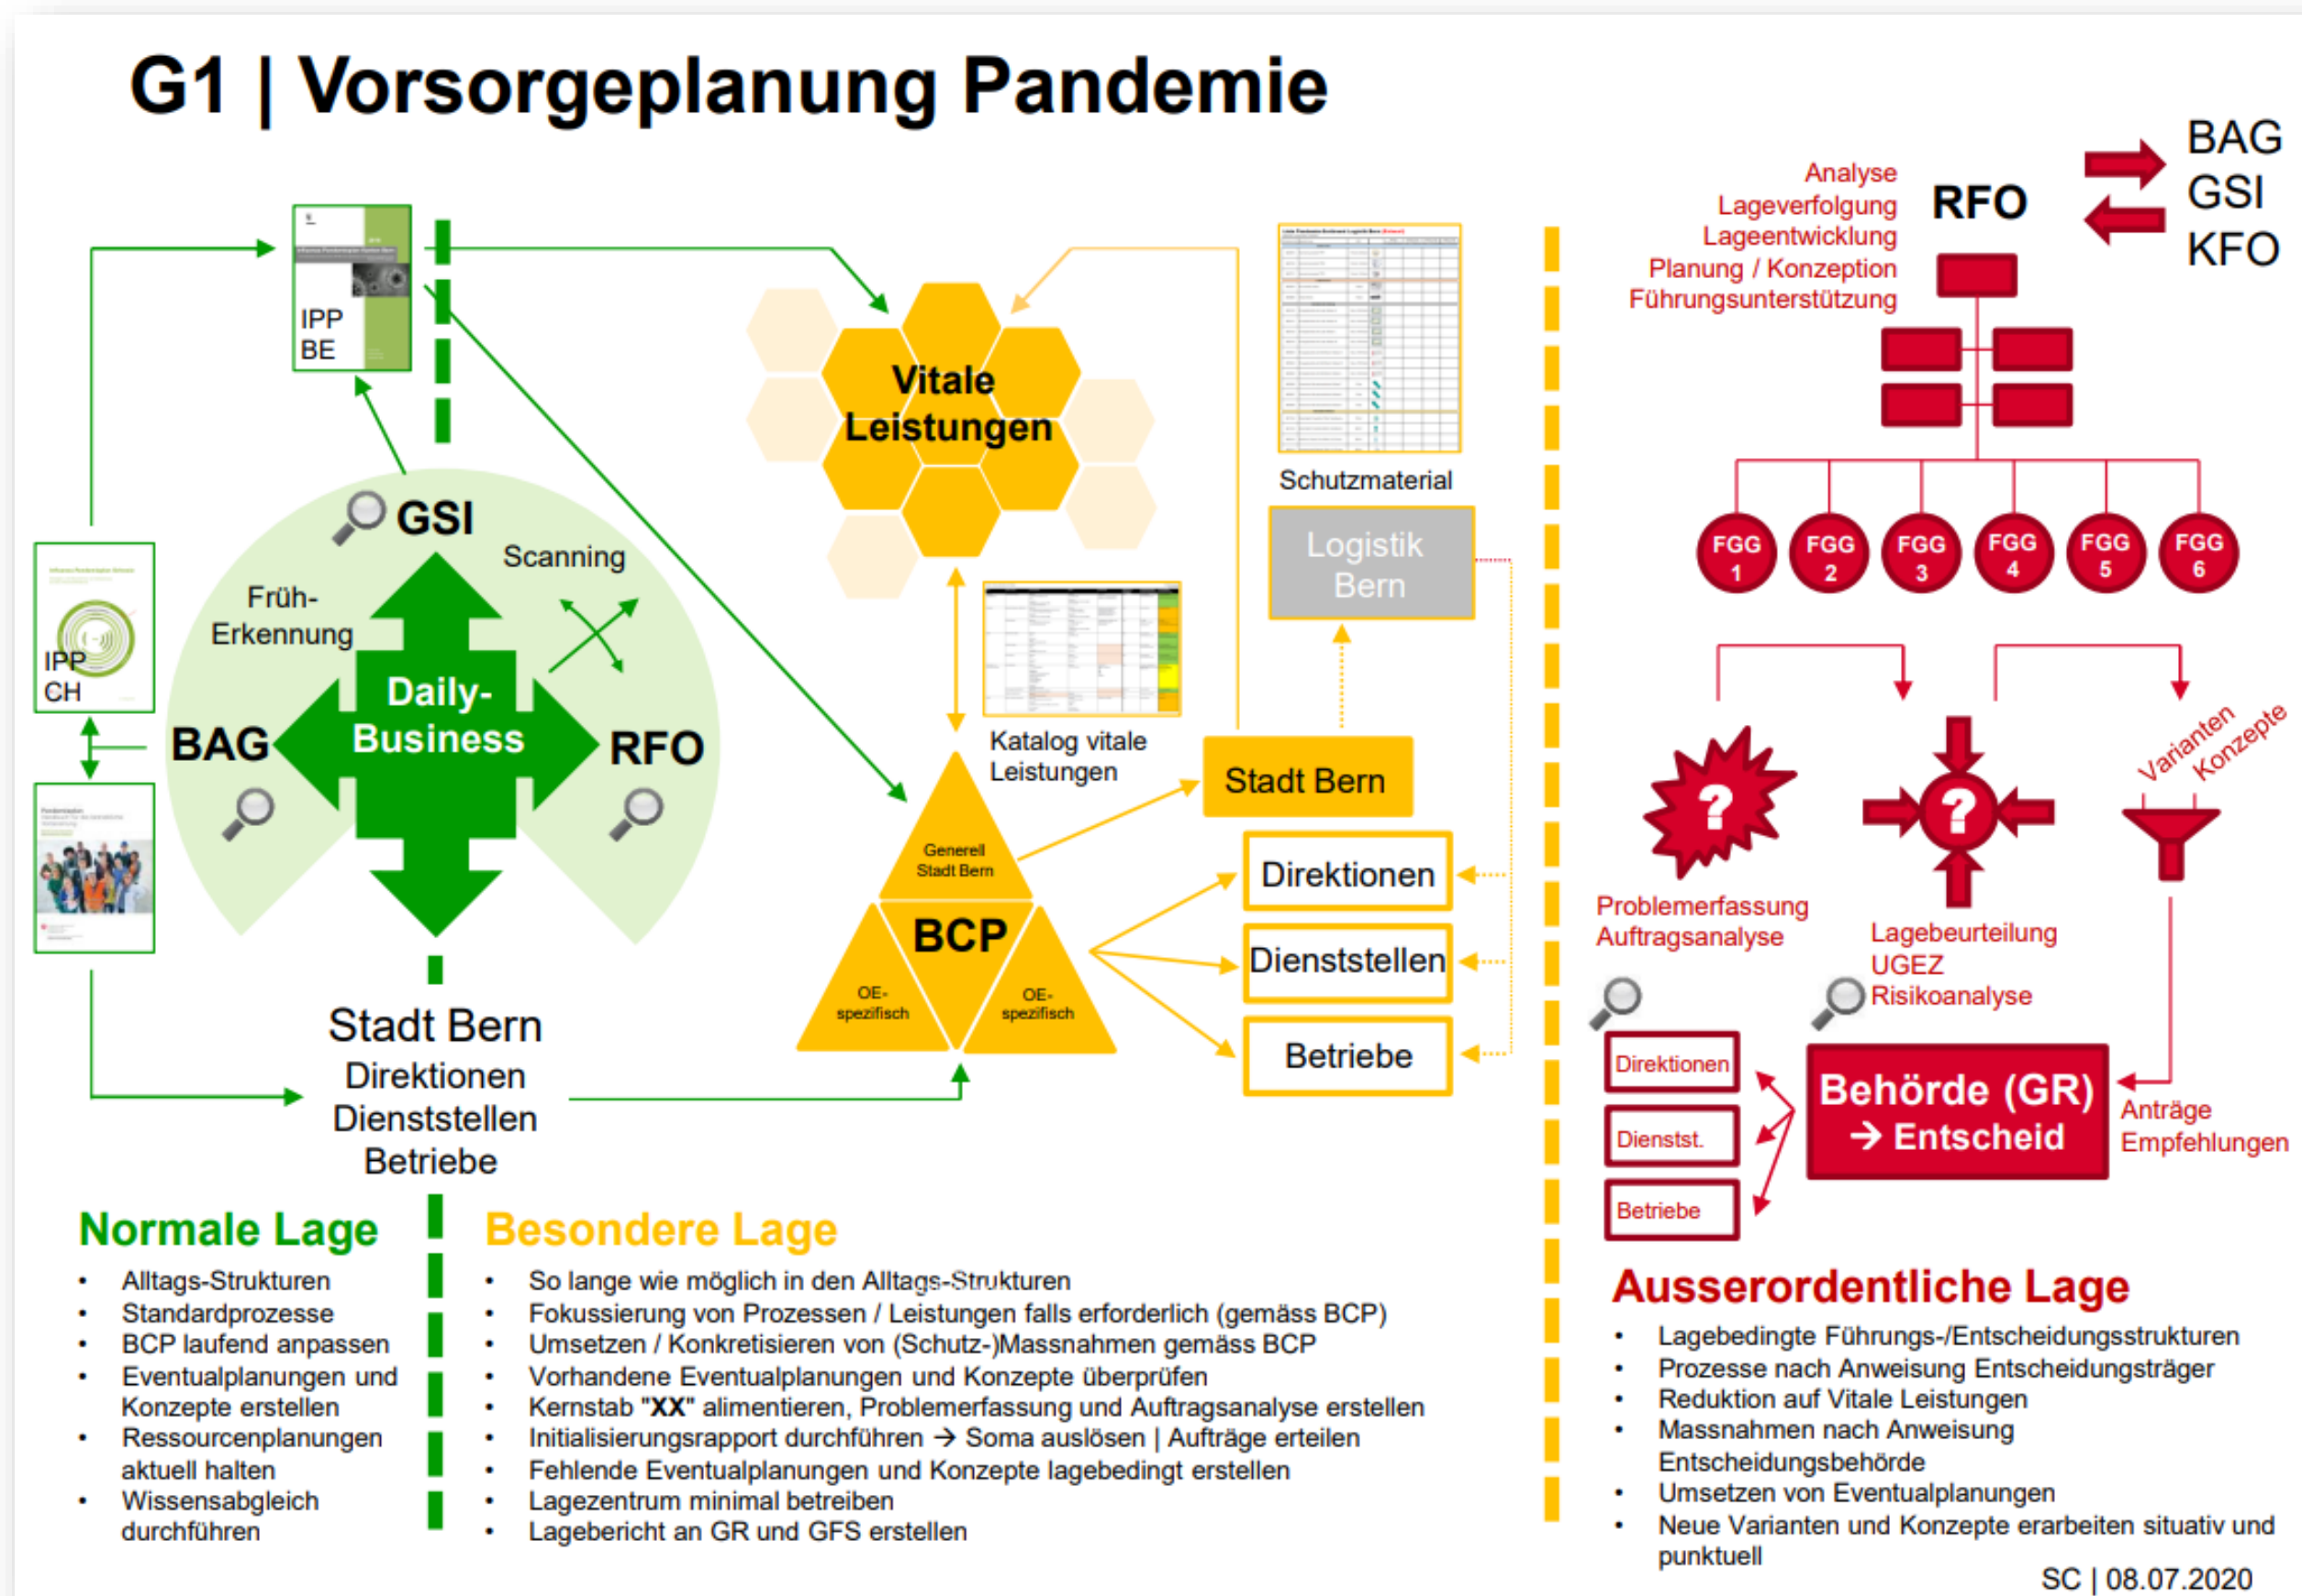 G1 | Vorsorgeplanung Pandemie
IPP
BE
GSI
Scanning
Früh-
Erkennung
IPP
CH
Daily-
Business
BAG
RFO
Stadt Bern
Direktionen
Dienststellen
Betriebe
Vitale
Leistungen
Katalog vitale
Leistungen
Schutzmaterial
Logistik
Bern
Stadt Bern
Generell
Stadt Bern
BCP
OE-
spezifisch
OE-
spezifisch
Direktionen
Dienststellen
Betriebe
Analyse
Lageverfolgung
Lageentwicklung
Planung / Konzeption
Führungsunterstützung
RFO
BAG
GSI
KFO
FGG
1
FGG
2
FGG
3
FGG
4
FGG
5
FGG
6
?
?
Varianten
Konzepte
Problemerfassung
Auftragsanalyse
Lagebeurteilung
UGEZ
Risikoanalyse
Direktionen
Dienstst.
Betriebe
Behörde (GR)
→ Entscheid
Anträge
Empfehlungen
Normale Lage
• Alltags-Strukturen
• Standardprozesse
• BCP laufend anpassen
• Eventualplanungen und
Konzepte erstellen
• Ressourcenplanungen
aktuell halten
• Wissensabgleich
durchführen
Besondere Lage
• So lange wie möglich in den Alltags-Strukturen
• Fokussierung von Prozessen / Leistungen falls erforderlich (gemäss BCP)
• Umsetzen / Konkretisieren von (Schutz-)Massnahmen gemäss BCP
• Vorhandene Eventualplanungen und Konzepte überprüfen
• Kernstab "XX" alimentieren, Problemerfassung und Auftragsanalyse erstellen
• Initialisierungsrapport durchführen → Soma auslösen | Aufträge erteilen
• Fehlende Eventualplanungen und Konzepte lagebedingt erstellen
• Lagezentrum minimal betreiben
• Lagebericht an GR und GFS erstellen
Ausserordentliche Lage
• Lagebedingte Führungs-/Entscheidungsstrukturen
• Prozesse nach Anweisung Entscheidungsträger
• Reduktion auf Vitale Leistungen
• Massnahmen nach Anweisung
Entscheidungsbehörde
• Umsetzen von Eventualplanungen
• Neue Varianten und Konzepte erarbeiten situativ und
punktuell
SC | 08.07.2020